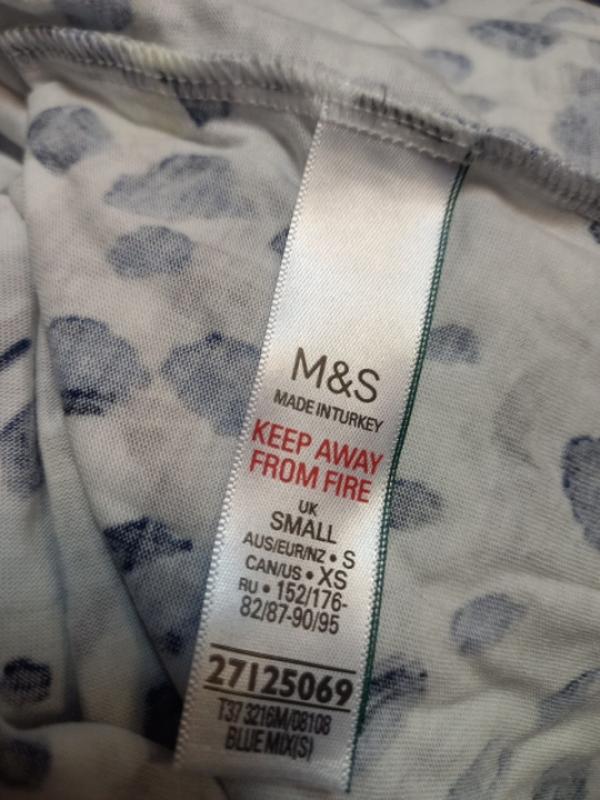 M&S
MADE IN TURKEY
KEEP AWAY
FROM FIRE
UK
SMALL
AUS/EUR/NZ • S
CAN/US • XS
RU • 152/176-
82/87-90/95
27125069
T37 3216M/08108
BLUE MIX(S)